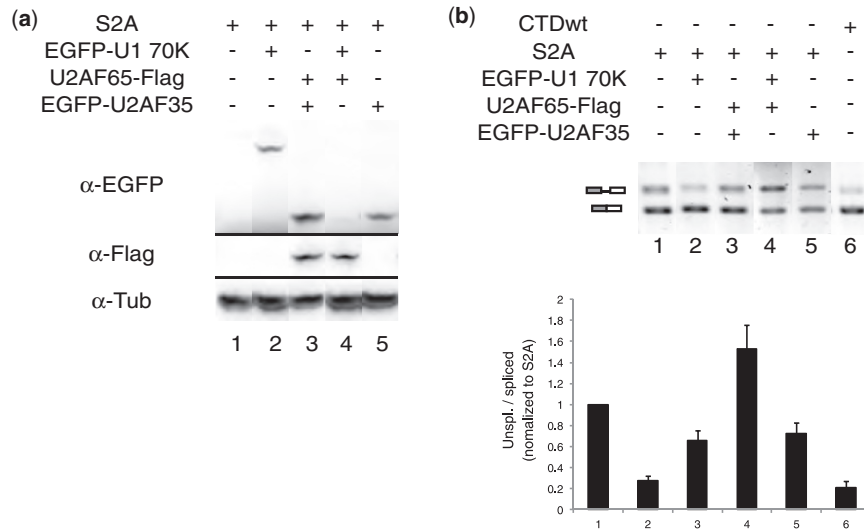 (a)
S2A + + + + +
EGFP-U1 70K - + - + -
U2AF65-Flag - - + + -
EGFP-U2AF35 - - + - +
α-EGFP
α-Flag
α-Tub
1 2 3 4 5
(b)
CTDwt - - - - - +
S2A + + + + + -
EGFP-U1 70K - + - + - -
U2AF65-Flag - - + + - -
EGFP-U2AF35 - - + - + -
1 2 3 4 5 6
Unspl. / spliced
(nomalized to S2A)
2
1.8
1.6
1.4
1.2
1
0.8
0.6
0.4
0.2
0
1 2 3 4 5 6